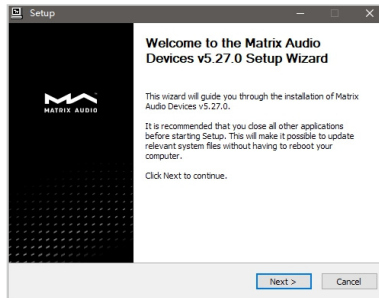 Setup
Welcome to the Matrix Audio
Devices v5.27.0 Setup Wizard
MATRIX AUDIO
This wizard will guide you through the installation of Matrix
Audio Devices v5.27.0.
It is recommended that you close all other applications
before starting Setup. This will make it possible to update
relevant system files without having to reboot your
computer.
Click Next to continue.
Next >
Cancel